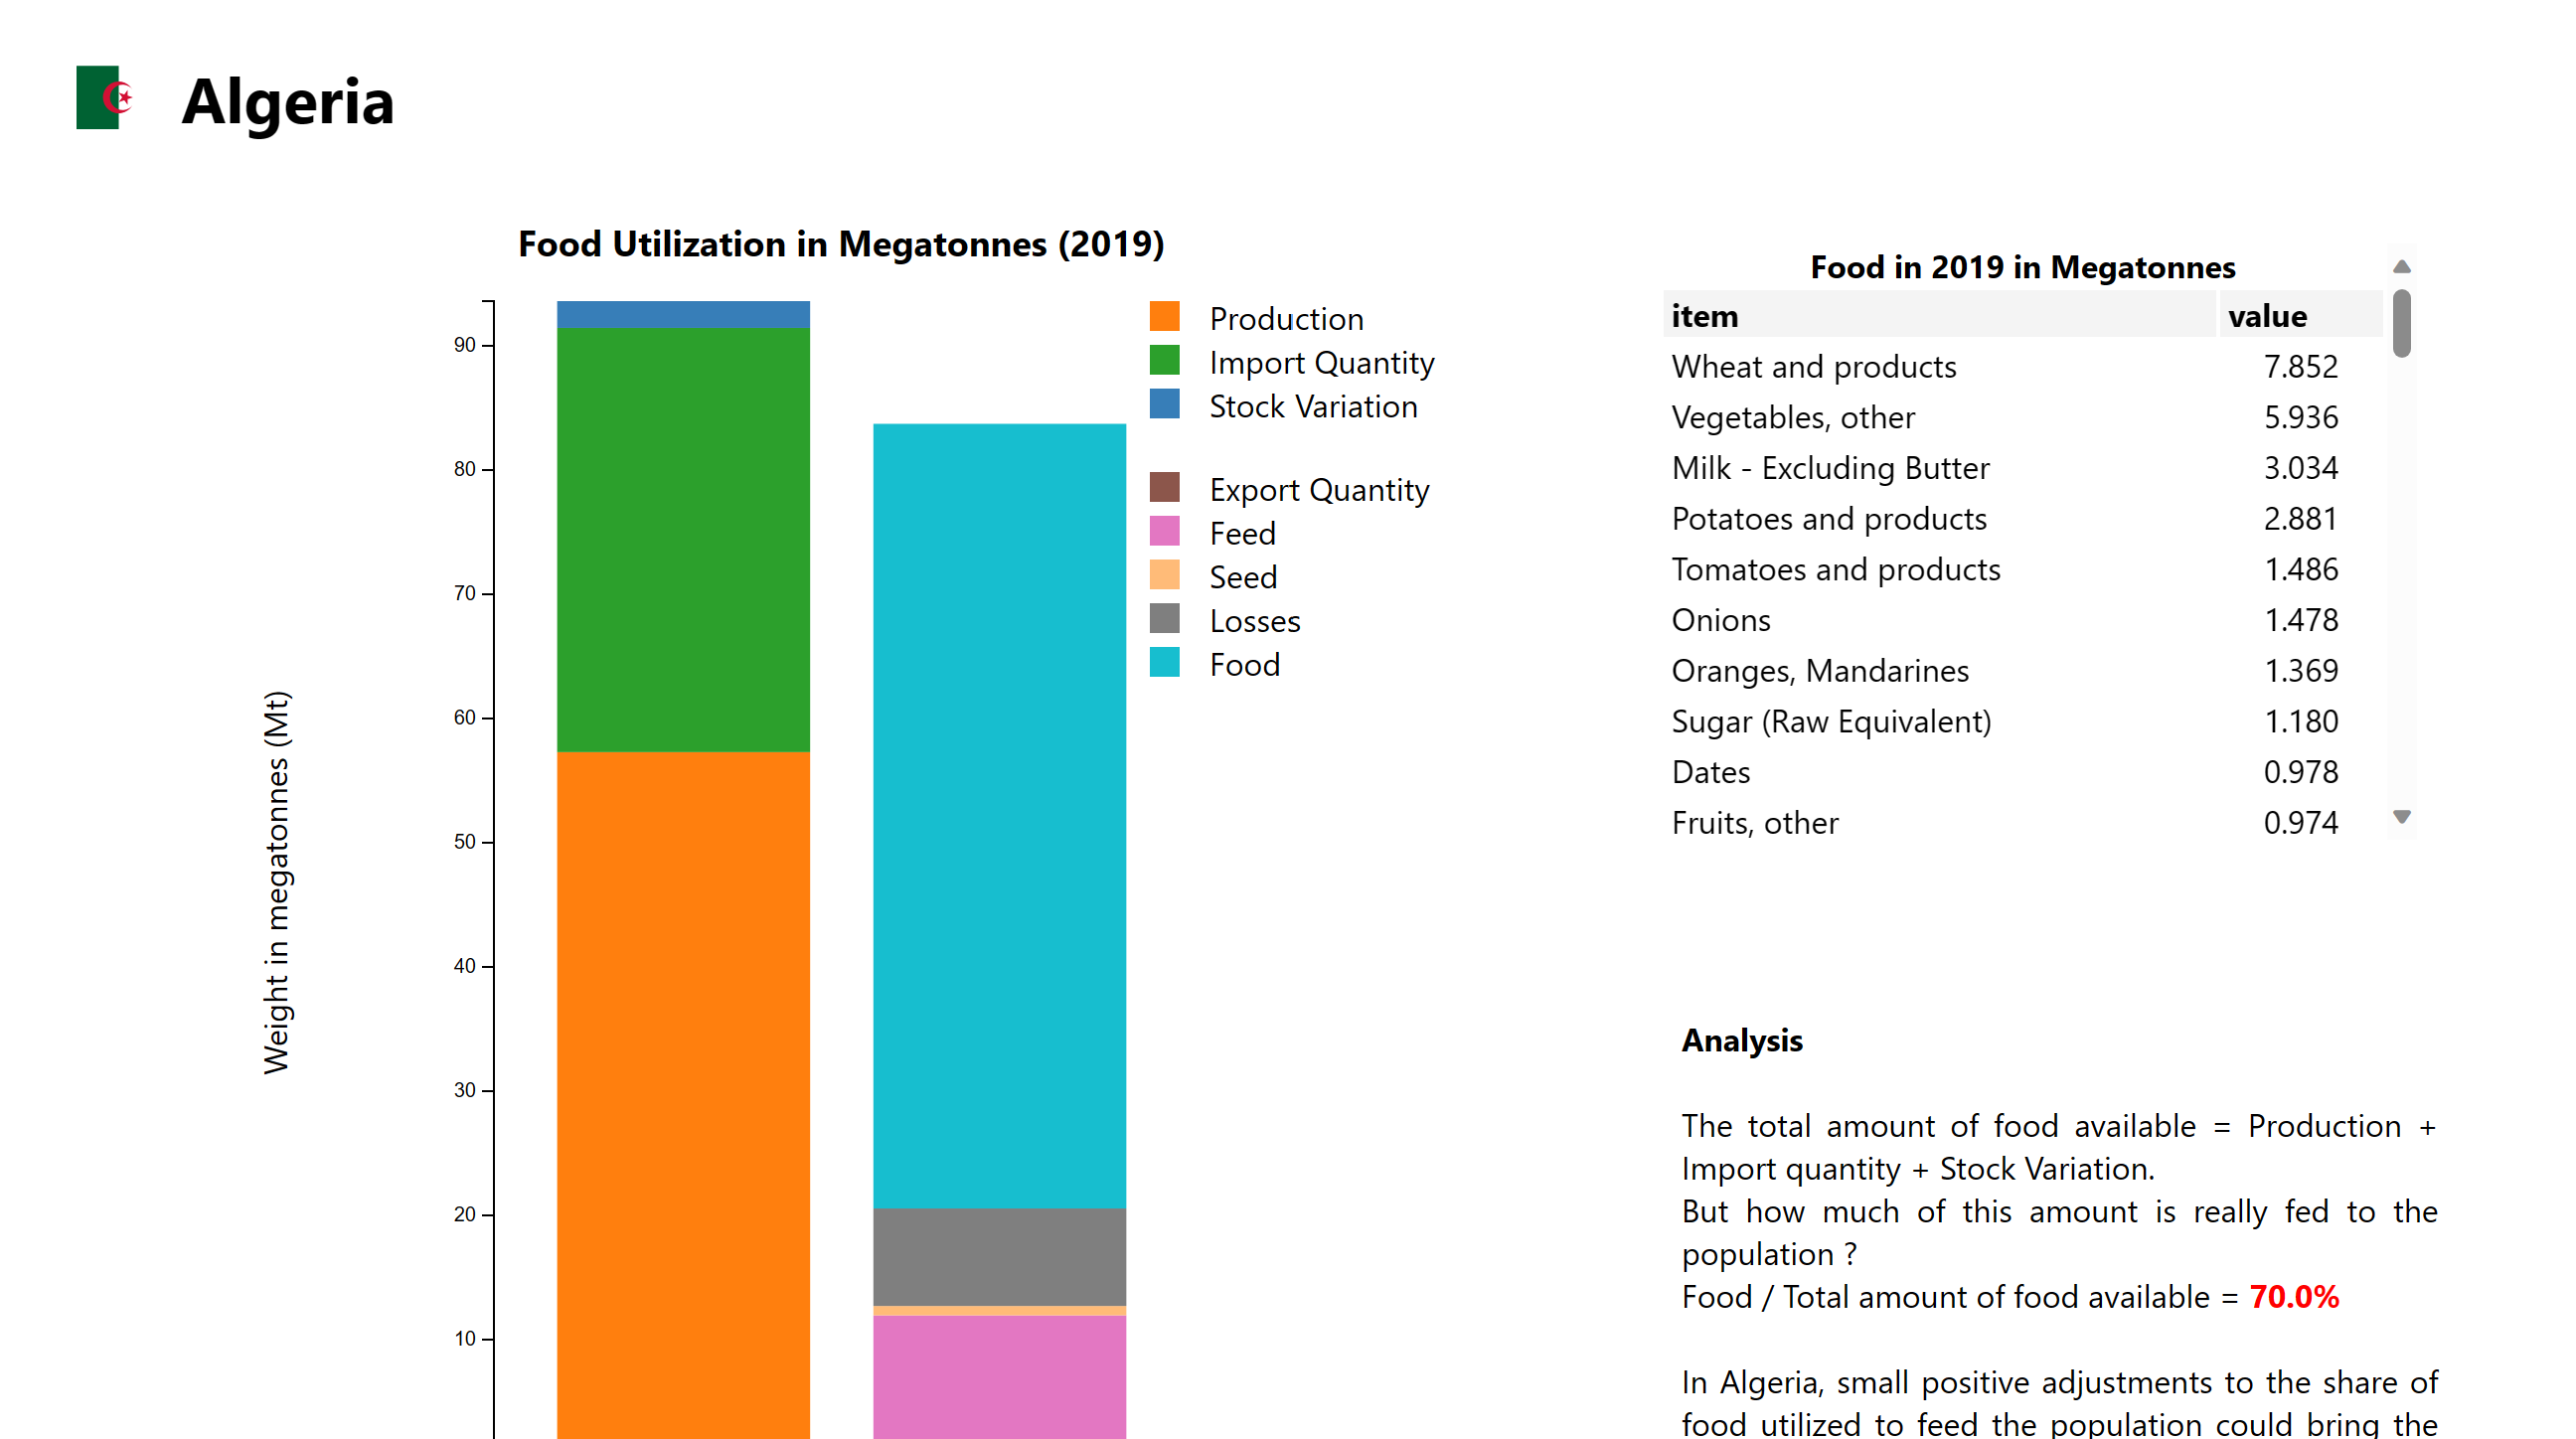 Algeria
Food Utilization in Megatonnes (2019)
Weight in megatonnes (Mt)
90
80
70
60
50
40
30
20
10
Production
Import Quantity
Stock Variation
Export Quantity
Feed
Seed
Losses
Food
Food in 2019 in Megatonnes
item value
Wheat and products 7.852
Vegetables, other 5.936
Milk - Excluding Butter 3.034
Potatoes and products 2.881
Tomatoes and products 1.486
Onions 1.478
Oranges, Mandarines 1.369
Sugar (Raw Equivalent) 1.180
Dates 0.978
Fruits, other 0.974
Analysis
The total amount of food available = Production +
Import quantity + Stock Variation.
But how much of this amount is really fed to the
population ?
Food / Total amount of food available = 70.0%
In Algeria, small positive adjustments to the share of
food utilized to feed the population could bring the